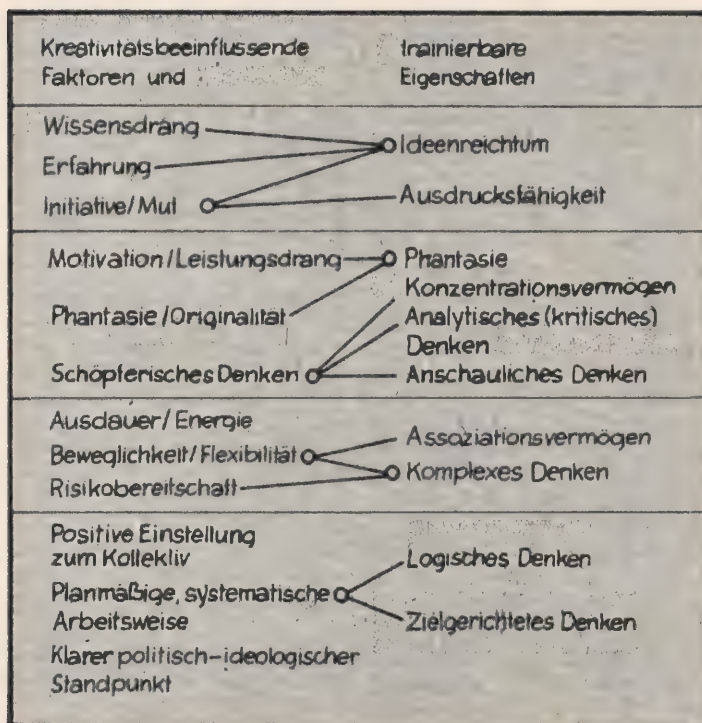 Kreativitätsbeeinflussende
Faktoren und
trainierbare
Eigenschaften
Wissensdrang
Erfahrung
Initiative/Mut
Ideenreichtum
Ausdrucksfähigkeit
Motivation/Leistungsdrang
Phantasie/Originalität
Schöpferisches Denken
Phantasie
Konzentrationsvermögen
Analytisches (kritisches)
Denken
Anschauliches Denken
Ausdauer/Energie
Beweglichkeit/Flexibilität
Risikobereitschaft
Assoziationsvermögen
Komplexes Denken
Positive Einstellung
zum Kollektiv
Planmäßige, systematische
Arbeitsweise
Klarer politisch-ideologischer
Standpunkt
Logisches Denken
Zielgerichtetes Denken